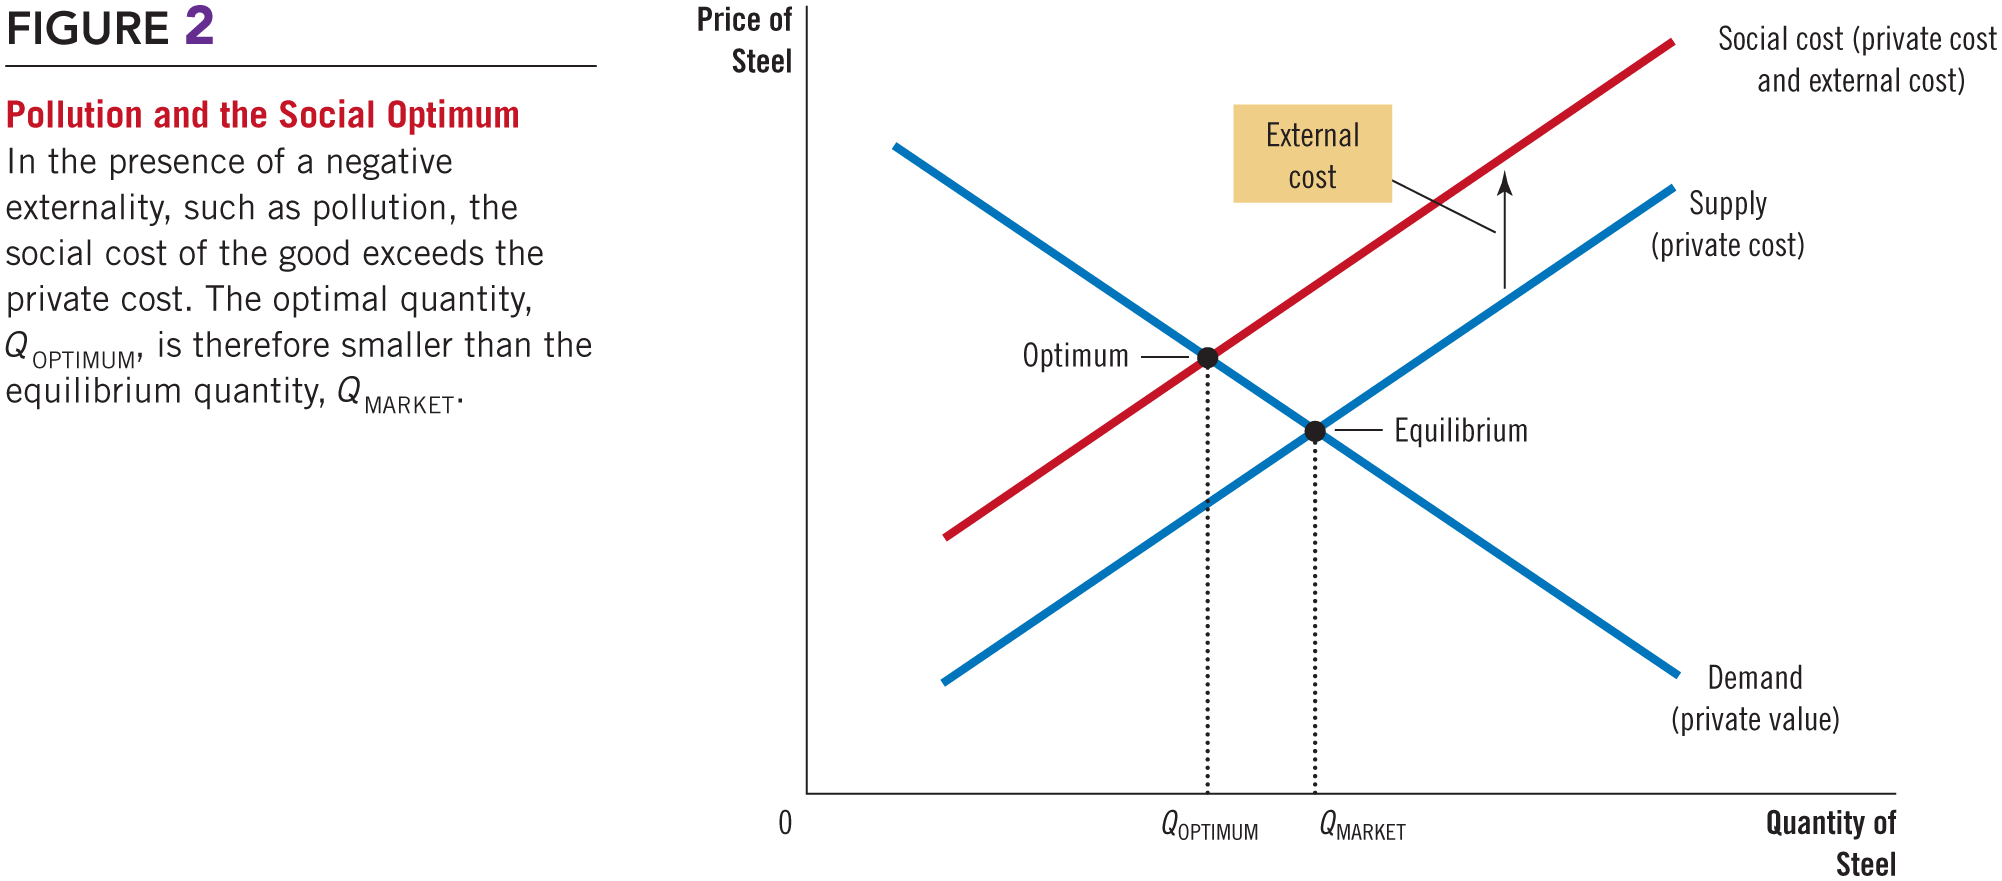 FIGURE 2
Pollution and the Social Optimum
In the presence of a negative
externality, such as pollution, the
social cost of the good exceeds the
private cost. The optimal quantity,
Q OPTIMUM, is therefore smaller than the
equilibrium quantity, Q MARKET.
Price of
Steel
Social cost (private cost
and external cost)
External
cost
Supply
(private cost)
Optimum
Equilibrium
Demand
(private value)
0
QOPTIMUM
QMARKET
Quantity of
Steel